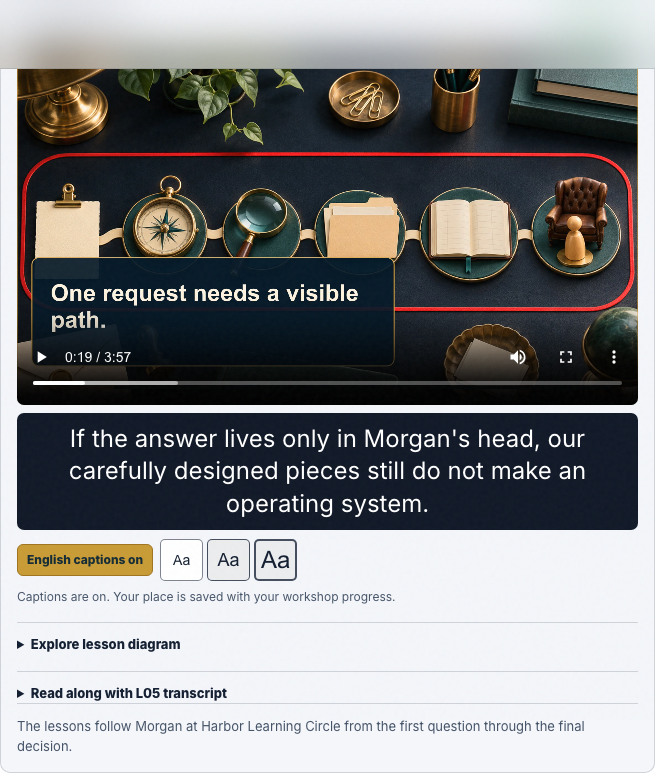 One request needs a visible
path.
0:19 / 3:57
If the answer lives only in Morgan's head, our
carefully designed pieces still do not make an
operating system.
English captions on
Aa
Aa
Aa
Captions are on. Your place is saved with your workshop progress.
Explore lesson diagram
Read along with L05 transcript
The lessons follow Morgan at Harbor Learning Circle from the first question through the final
decision.